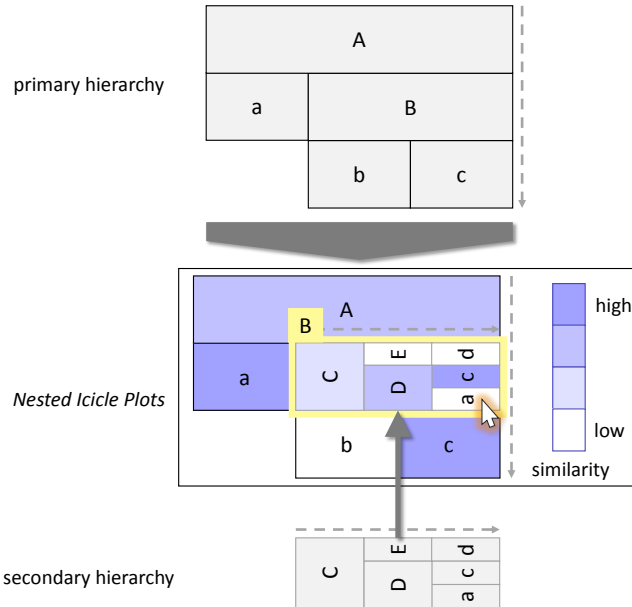 A
primary hierarchy
a B
b c
A
B
high
E d
a C c
D
Nested Icicle Plots a
low
b c
similarity
E d
secondary hierarchy C D c
a